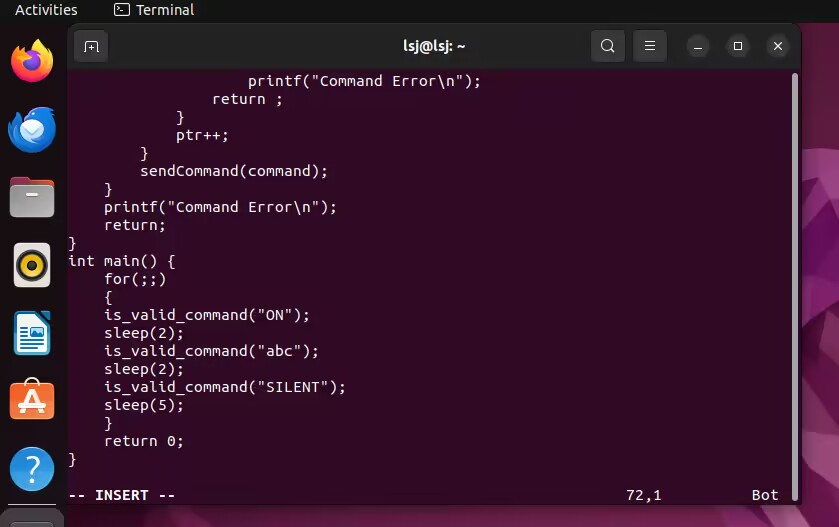 Activities
Terminal
lsj@lsj: ~
                    printf("Command Error\n");
                return ;
            }
            ptr++;
        }
        sendCommand(command);
    }
    printf("Command Error\n");
    return;
}
int main() {
    for(;;)
    {
    is_valid_command("ON");
    sleep(2);
    is_valid_command("abc");
    sleep(2);
    is_valid_command("SILENT");
    sleep(5);
    }
    return 0;
}
-- INSERT -- 72,1 Bot